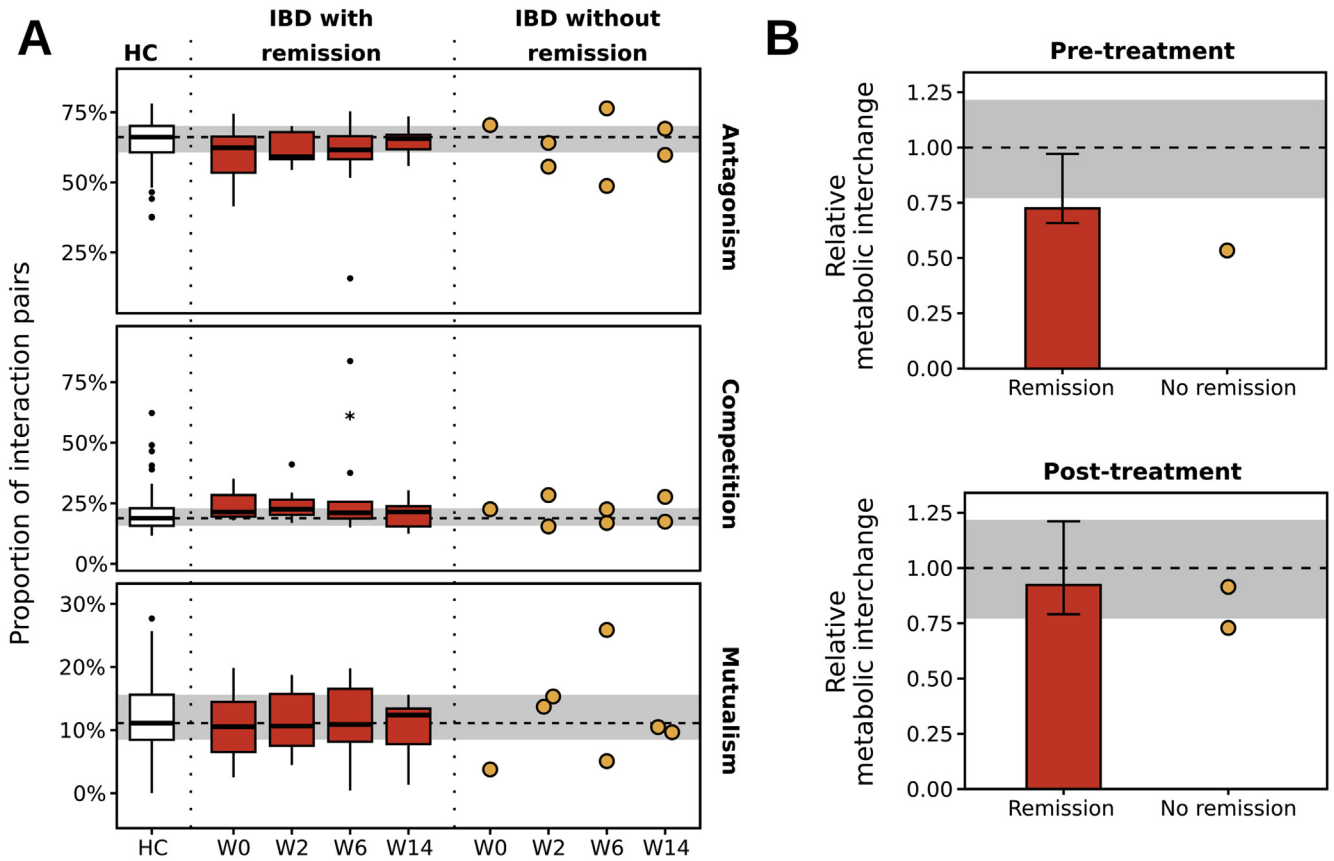 A
HC
IBD with
remission
IBD without
remission
Proportion of interaction pairs
75%
50%
25%
Antagonism
75%
50%
25%
0%
*
Competition
30%
20%
10%
0%
Mutualism
HC
W0
W2
W6
W14
W0
W2
W6
W14
B
Pre-treatment
Relative
metabolic interchange
1.25
1.00
0.75
0.50
0.25
0.00
Remission
No remission
Post-treatment
Relative
metabolic interchange
1.25
1.00
0.75
0.50
0.25
0.00
Remission
No remission